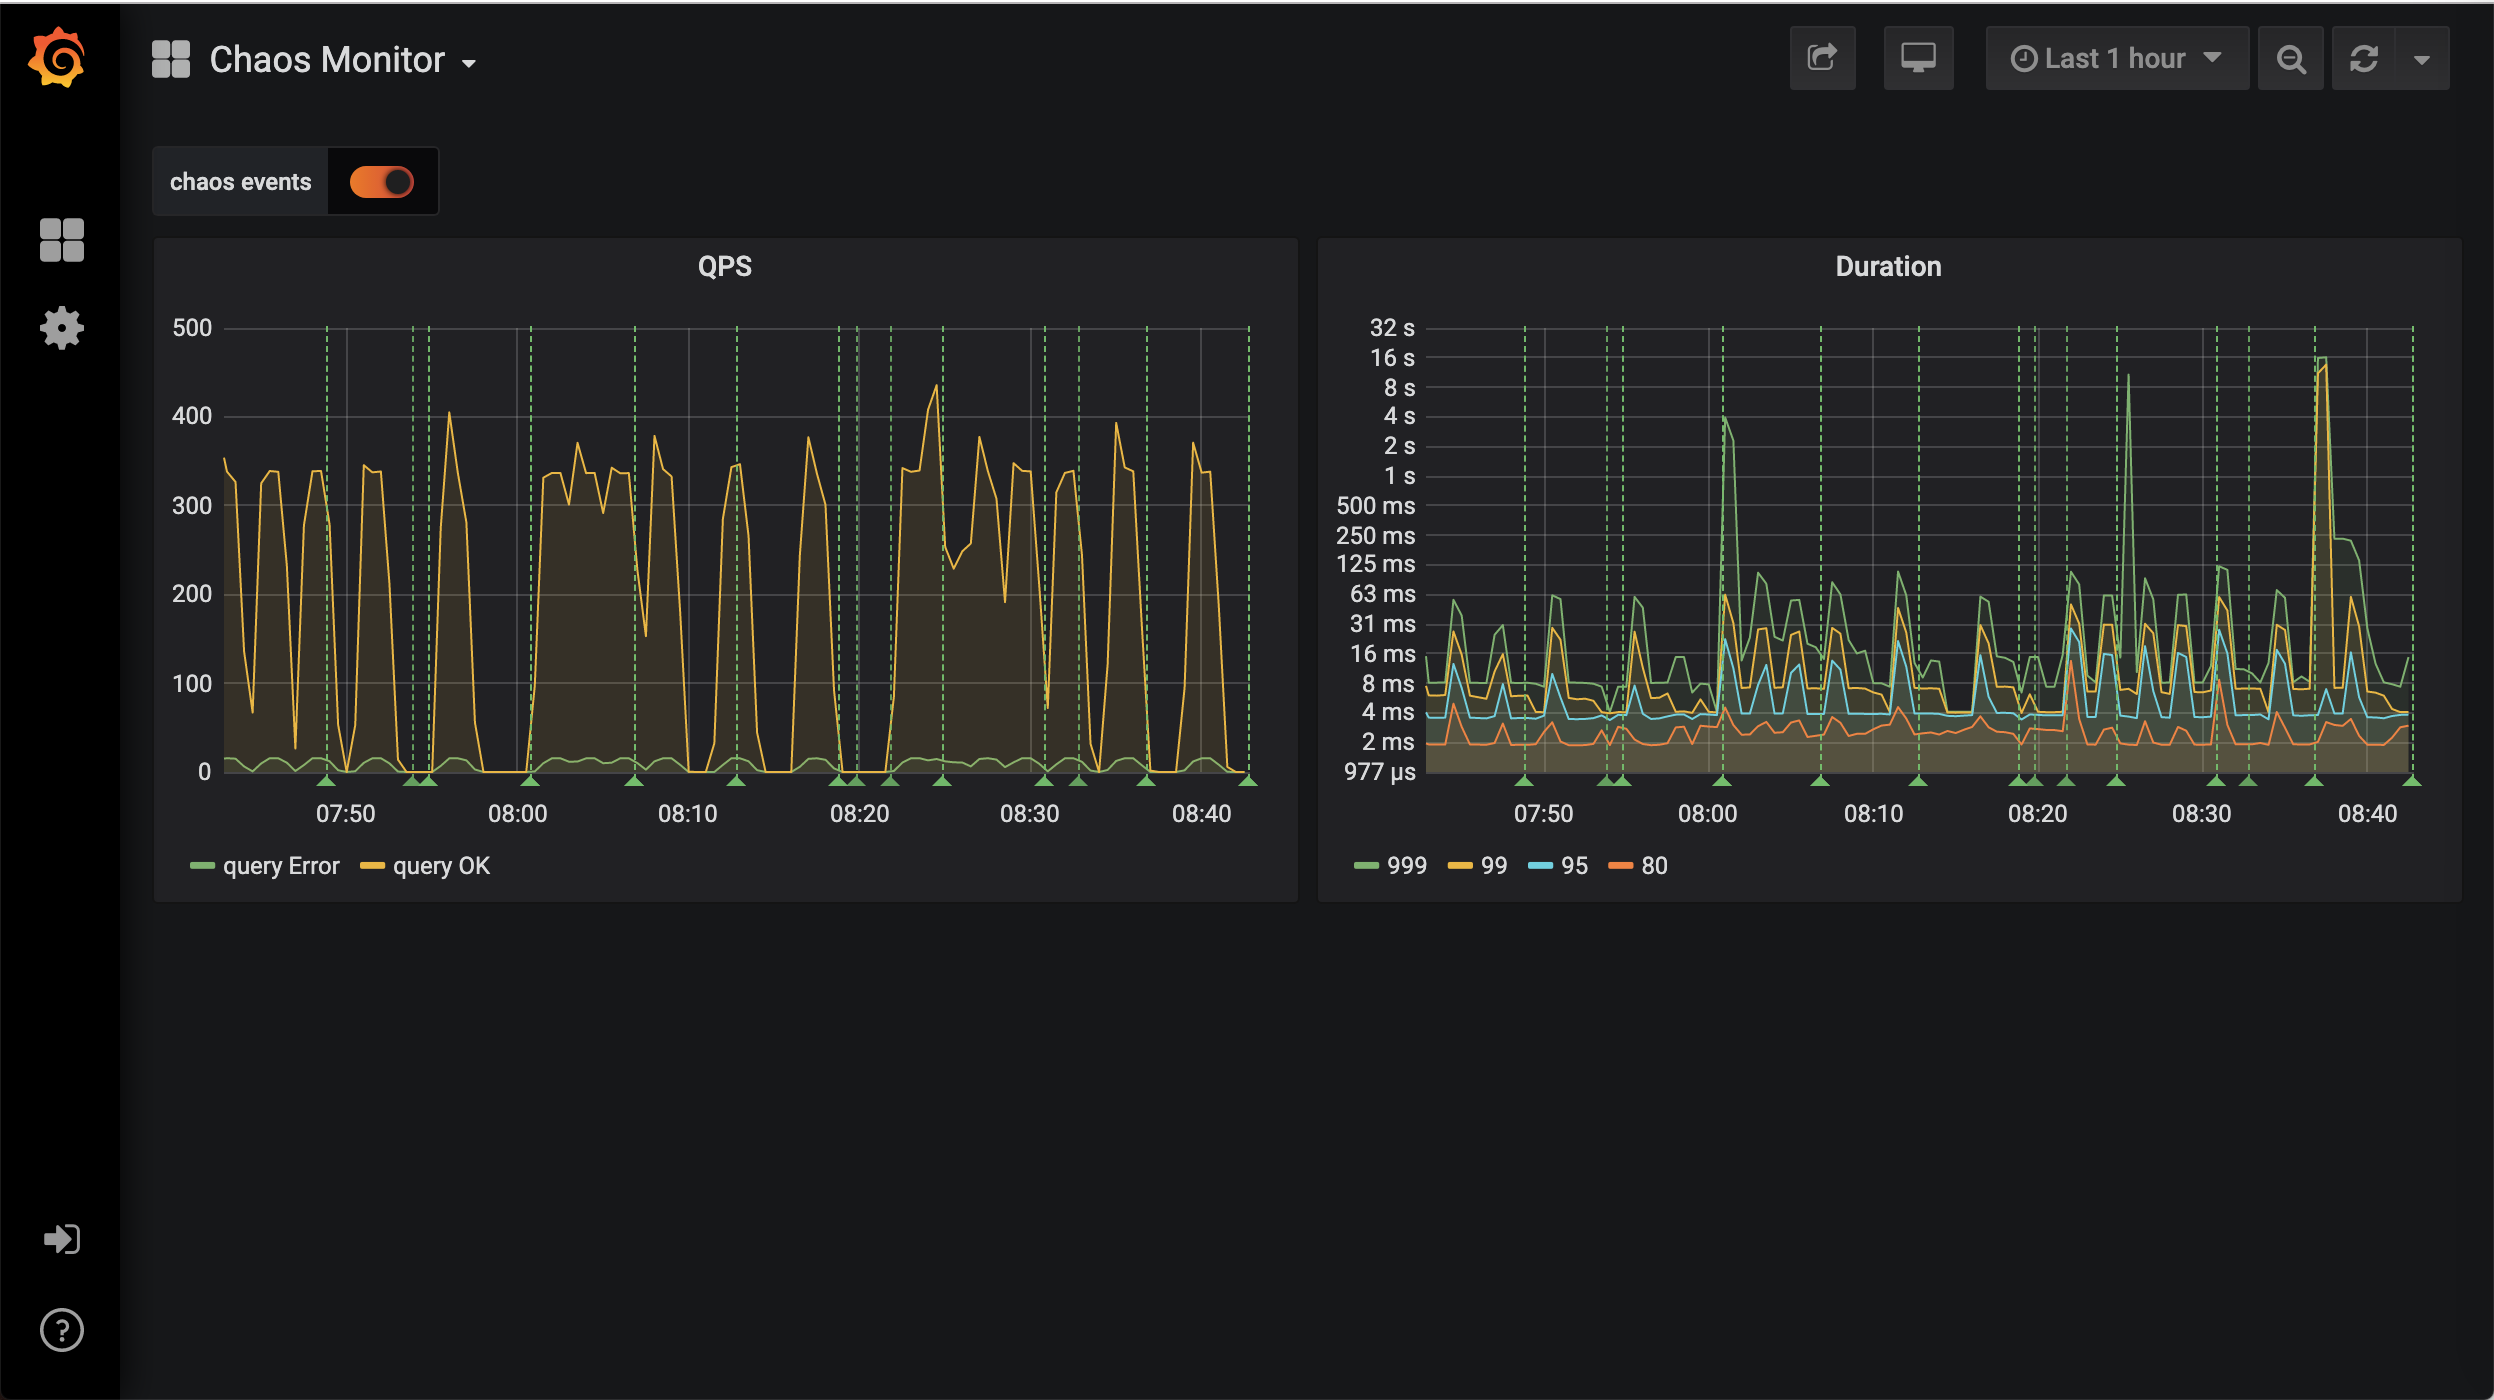 Chaos Monitor
Last 1 hour
chaos events
QPS
500
400
300
200
100
0
07:50 08:00 08:10 08:20 08:30 08:40
query Error query OK
Duration
32 s
16 s
8 s
4 s
2 s
1 s
500 ms
250 ms
125 ms
63 ms
31 ms
16 ms
8 ms
4 ms
2 ms
977 µs
07:50 08:00 08:10 08:20 08:30 08:40
999 99 95 80
?